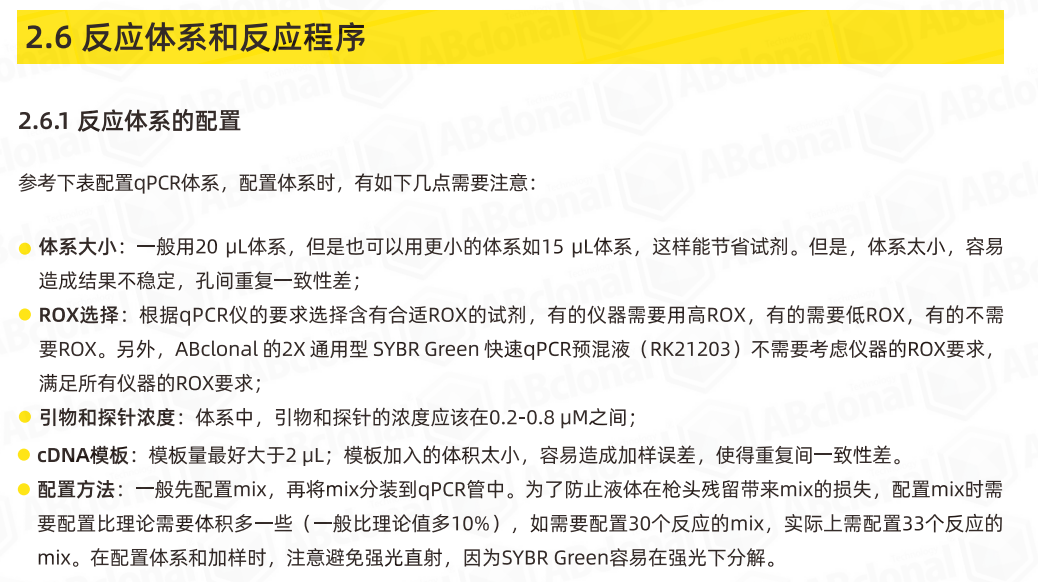 2.6 反应体系和反应程序
2.6.1 反应体系的配置
参考下表配置qPCR体系，配置体系时，有如下几点需要注意：
体系大小：一般用20 μL体系，但是也可以用更小的体系如15 μL体系，这样能节省试剂。但是，体系太小，容易
造成结果不稳定，孔间重复一致性差；
ROX选择：根据qPCR仪的要求选择含有合适ROX的试剂，有的仪器需要用高ROX，有的需要低ROX，有的不需
要ROX。另外，ABclonal 的2X 通用型 SYBR Green 快速qPCR预混液（RK21203）不需要考虑仪器的ROX要求，
满足所有仪器的ROX要求；
引物和探针浓度：体系中，引物和探针的浓度应该在0.2-0.8 μM之间；
cDNA模板：模板量最好大于2 μL；模板加入的体积太小，容易造成加样误差，使得重复间一致性差。
配置方法：一般先配置mix，再将mix分装到qPCR管中。为了防止液体在枪头残留带来mix的损失，配置mix时需
要配置比理论需要体积多一些（一般比理论值多10%），如需要配置30个反应的mix，实际上需配置33个反应的
mix。在配置体系和加样时，注意避免强光直射，因为SYBR Green容易在强光下分解。